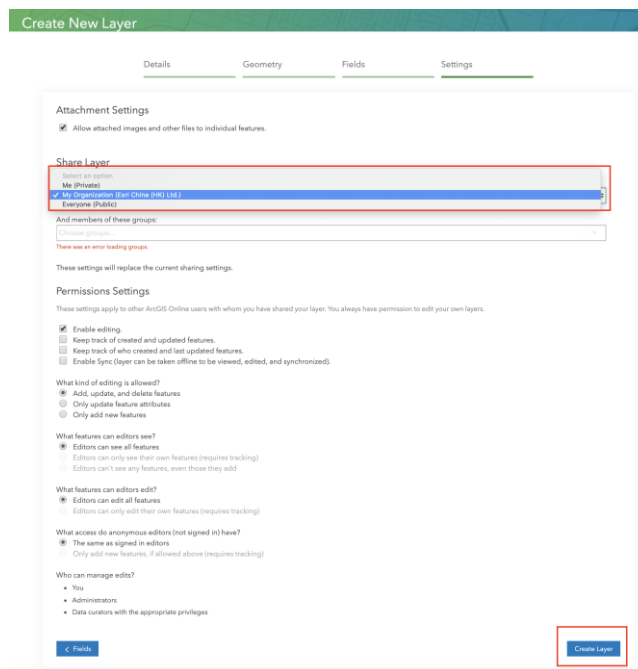 Create New Layer
Details Geometry Fields Settings
Attachment Settings
Allow attached images and other files to individual features.
Share Layer
Select an option
Me (Private)
✓ My Organization (Esri China (HK) Ltd.)
Everyone (Public)
And members of these groups:
Choose groups ...
There was an error loading groups.
These settings will replace the current sharing settings.
Permissions Settings
These settings apply to other ArcGIS Online users with whom you have shared your layer. You always have permission to edit your own layers.
Enable editing.
Keep track of created and updated features.
Keep track of who created and last updated features.
Enable Sync (layer can be taken offline to be viewed, edited, and synchronized).
What kind of editing is allowed?
Add, update, and delete features
Only update feature attributes
Only add new features
What features can editors see?
Editors can see all features
Editors can only see their own features (requires tracking)
Editors can't see any features, even those they add
What features can editors edit?
Editors can edit all features
Editors can only edit their own features (requires tracking)
What access do anonymous editors (not signed in) have?
The same as signed in editors
Only add new features, if allowed above (requires tracking)
Who can manage edits?
• You
• Administrators
• Data curators with the appropriate privileges
< Fields Create Layer